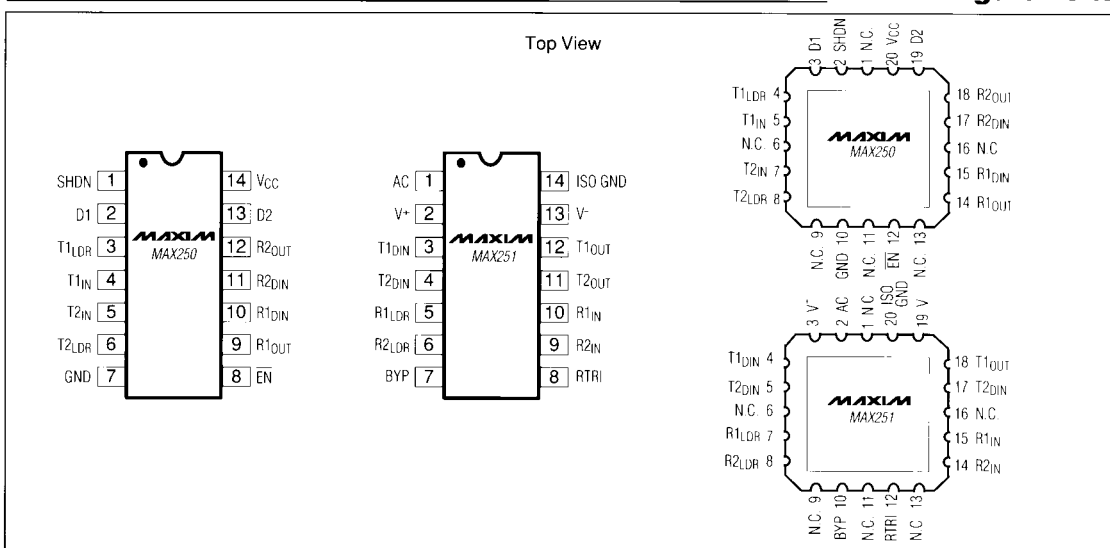 Top View
SHDN 1
D1 2
T1LDR 3
T1IN 4
T2IN 5
T2LDR 6
GND 7
MAXIM
MAX250
14 VCC
13 D2
12 R2OUT
11 R2DIN
10 R1DIN
9 R1OUT
8 EN
AC 1
V+ 2
T1DIN 3
T2DIN 4
R1LDR 5
R2LDR 6
BYP 7
MAXIM
MAX251
14 ISO GND
13 V-
12 T1OUT
11 T2OUT
10 R1IN
9 R2IN
8 RTRI
3 D1
2 SHDN
1 N.C.
20 VCC
19 D2
T1LDR 4
T1IN 5
N.C. 6
T2IN 7
T2LDR 8
MAXIM
MAX250
18 R2OUT
17 R2DIN
16 N.C
15 R1DIN
14 R1OUT
N.C. 9
GND 10
N.C. 11
EN 12
N.C. 13
3 V-
2 AC
1 NC
20 ISO GND
19 V
T1DIN 4
T2DIN 5
N.C. 6
R1LDR 7
R2LDR 8
MAXIM
MAX251
18 T1OUT
17 T2DIN
16 N.C.
15 R1IN
14 R2IN
N.C. 9
BYP 10
N.C. 11
RTRI 12
N.C. 13